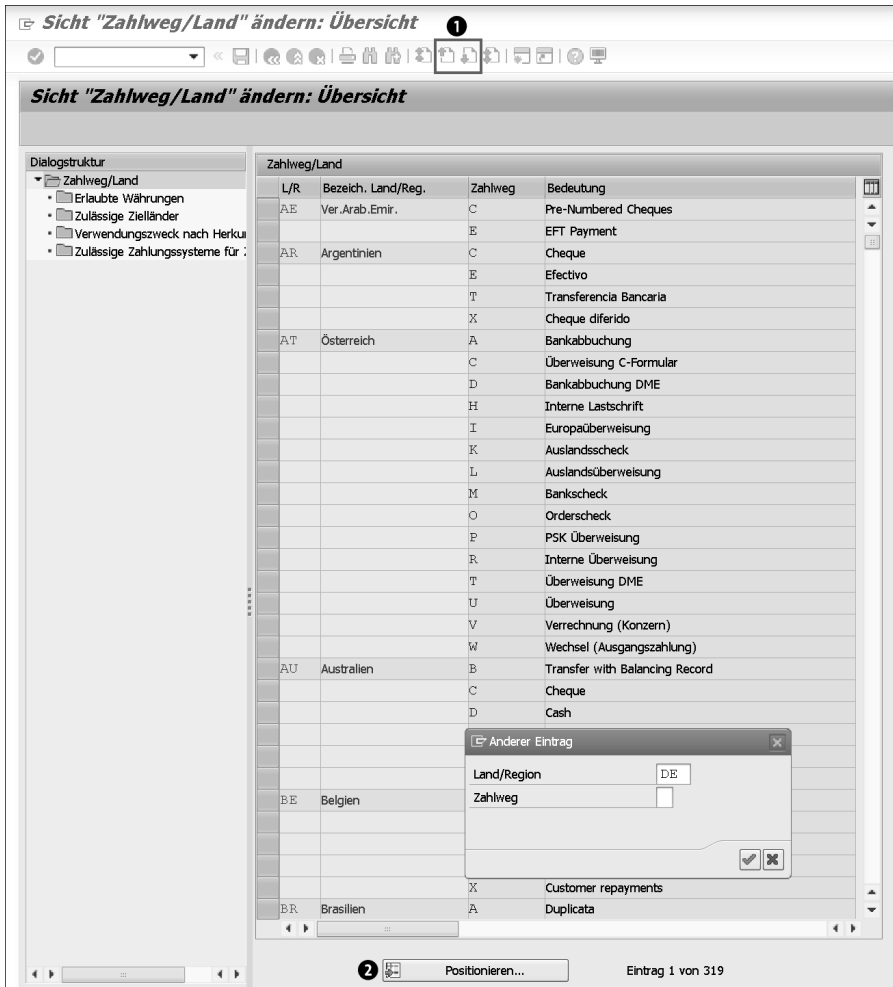 Sicht "Zahlweg/Land" ändern: Übersicht
1
Sicht "Zahlweg/Land" ändern: Übersicht
Dialogstruktur
Zahlweg/Land
Erlaubte Währungen
Zulässige Zielländer
Verwendungszweck nach Herku
Zulässige Zahlungssysteme für
Zahlweg/Land
L/R Bezeich. Land/Reg. Zahlweg Bedeutung
AE Ver.Arab.Emir. C Pre-Numbered Cheques
E EFT Payment
AR Argentinien C Cheque
E Efectivo
T Transferencia Bancaria
X Cheque diferido
AT Österreich A Bankabbuchung
C Überweisung C-Formular
D Bankabbuchung DME
H Interne Lastschrift
I Europaüberweisung
K Auslandsscheck
L Auslandsüberweisung
M Bankscheck
O Orderscheck
P PSK Überweisung
R Interne Überweisung
T Überweisung DME
U Überweisung
V Verrechnung (Konzern)
W Wechsel (Ausgangszahlung)
AU Australien B Transfer with Balancing Record
C Cheque
D Cash
Anderer Eintrag
Land/Region DE
Zahlweg
BE Belgien
X Customer repayments
BR Brasilien A Duplicata
2 Positionieren... Eintrag 1 von 319